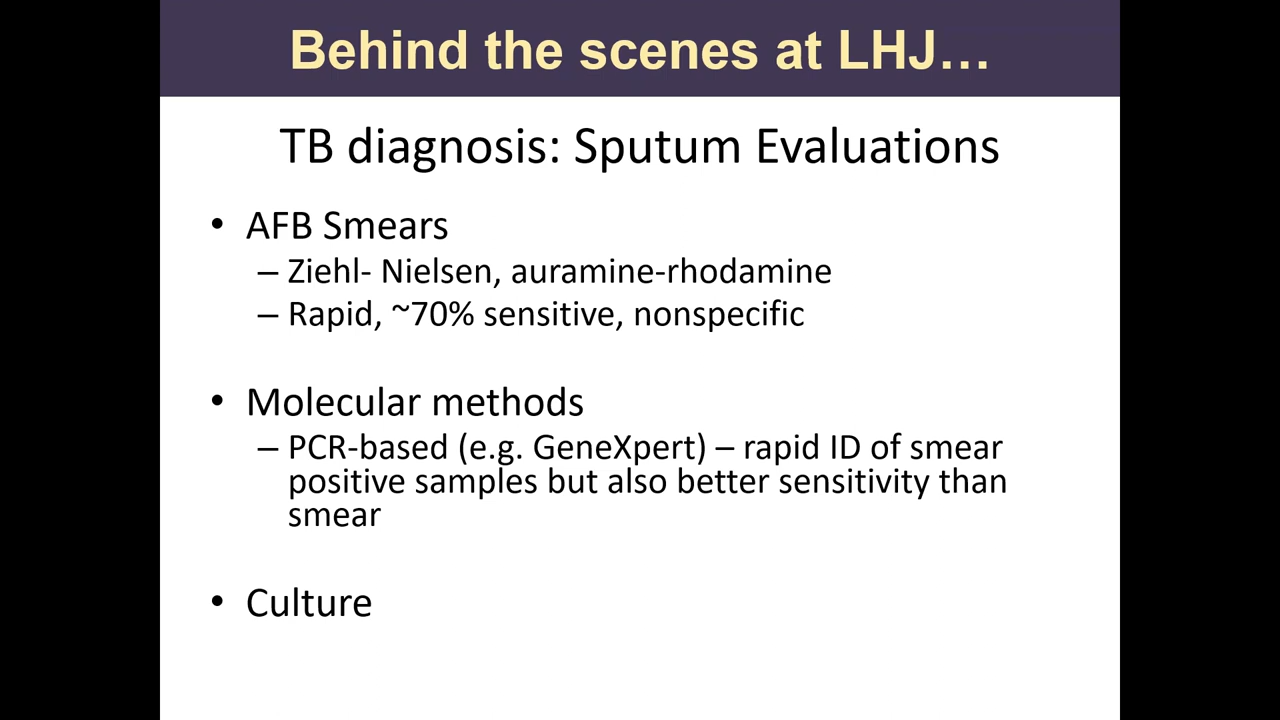 Behind the scenes at LHJ...
TB diagnosis: Sputum Evaluations
• AFB Smears
– Ziehl- Nielsen, auramine-rhodamine
– Rapid, ~70% sensitive, nonspecific
• Molecular methods
– PCR-based (e.g. GeneXpert) – rapid ID of smear
positive samples but also better sensitivity than
smear
• Culture